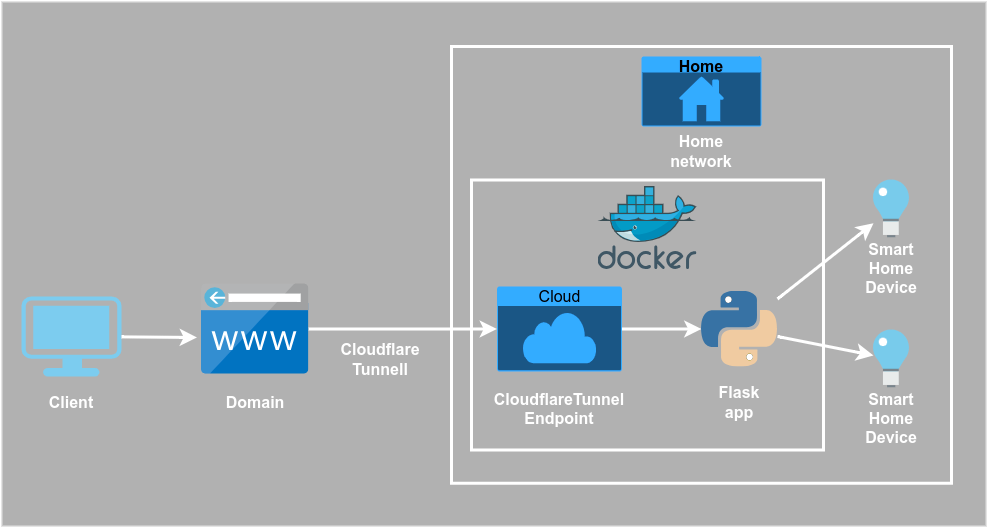 Home
Home
network
docker
Smart
Home
Device
Cloud
WWW
Cloudflare
Tunnell
Client
Domain
CloudflareTunnel
Endpoint
Flask
app
Smart
Home
Device